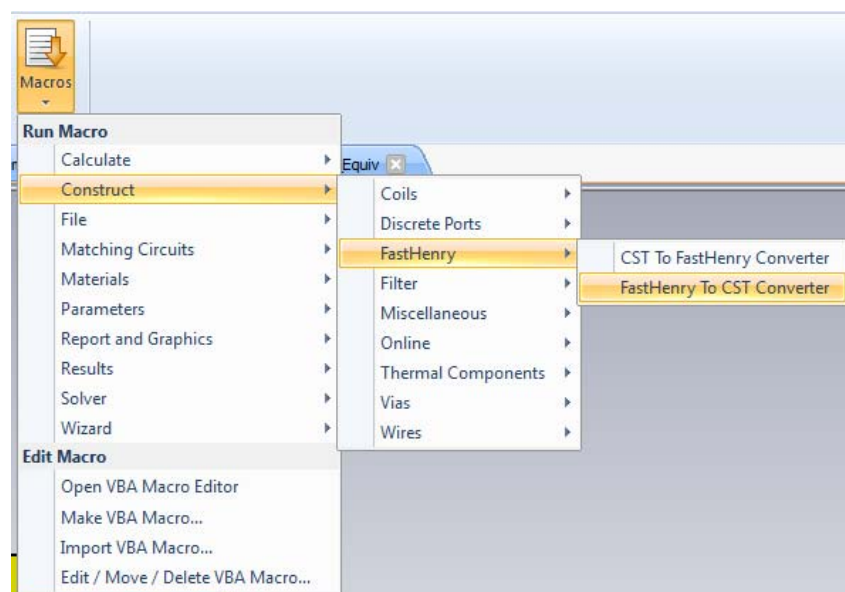 Macros
Run Macro
Calculate
Construct
File
Matching Circuits
Materials
Parameters
Report and Graphics
Results
Solver
Wizard
Edit Macro
Open VBA Macro Editor
Make VBA Macro...
Import VBA Macro...
Edit / Move / Delete VBA Macro...
Equiv
Coils
Discrete Ports
FastHenry
Filter
Miscellaneous
Online
Thermal Components
Vias
Wires
CST To FastHenry Converter
FastHenry To CST Converter